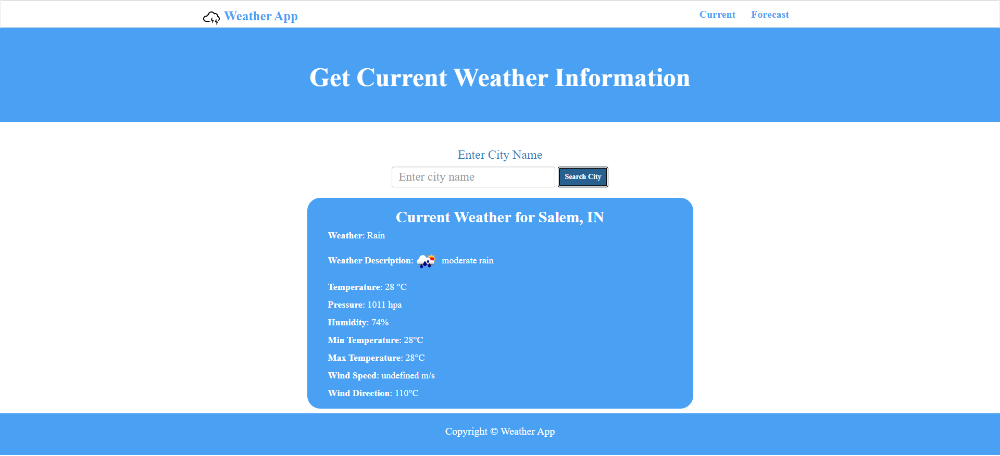 Weather App
Current Forecast
Get Current Weather Information
Enter City Name
Enter city name Search City
Current Weather for Salem, IN
Weather: Rain
Weather Description: moderate rain
Temperature: 28 °C
Pressure: 1011 hpa
Humidity: 74%
Min Temperature: 28°C
Max Temperature: 28°C
Wind Speed: undefined m/s
Wind Direction: 110°C
Copyright © Weather App